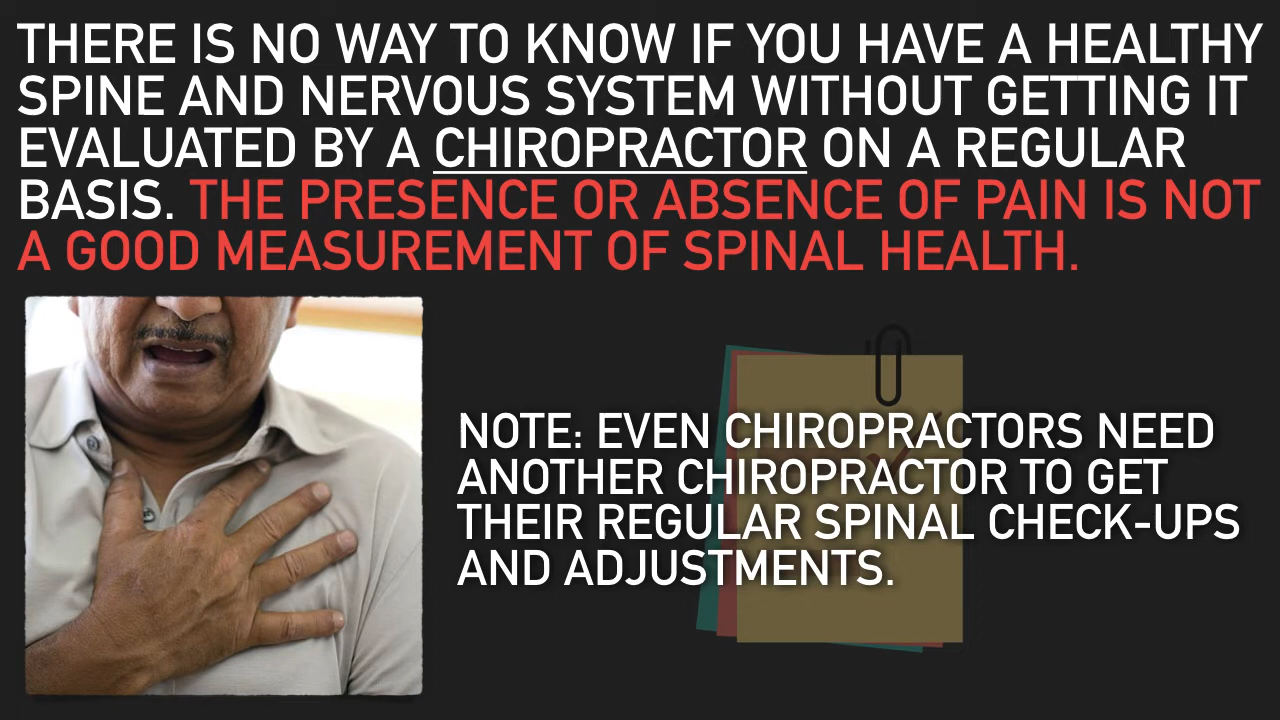 THERE IS NO WAY TO KNOW IF YOU HAVE A HEALTHY
SPINE AND NERVOUS SYSTEM WITHOUT GETTING IT
EVALUATED BY A CHIROPRACTOR ON A REGULAR
BASIS. THE PRESENCE OR ABSENCE OF PAIN IS NOT
A GOOD MEASUREMENT OF SPINAL HEALTH.
NOTE: EVEN CHIROPRACTORS NEED
ANOTHER CHIROPRACTOR TO GET
THEIR REGULAR SPINAL CHECK-UPS
AND ADJUSTMENTS.